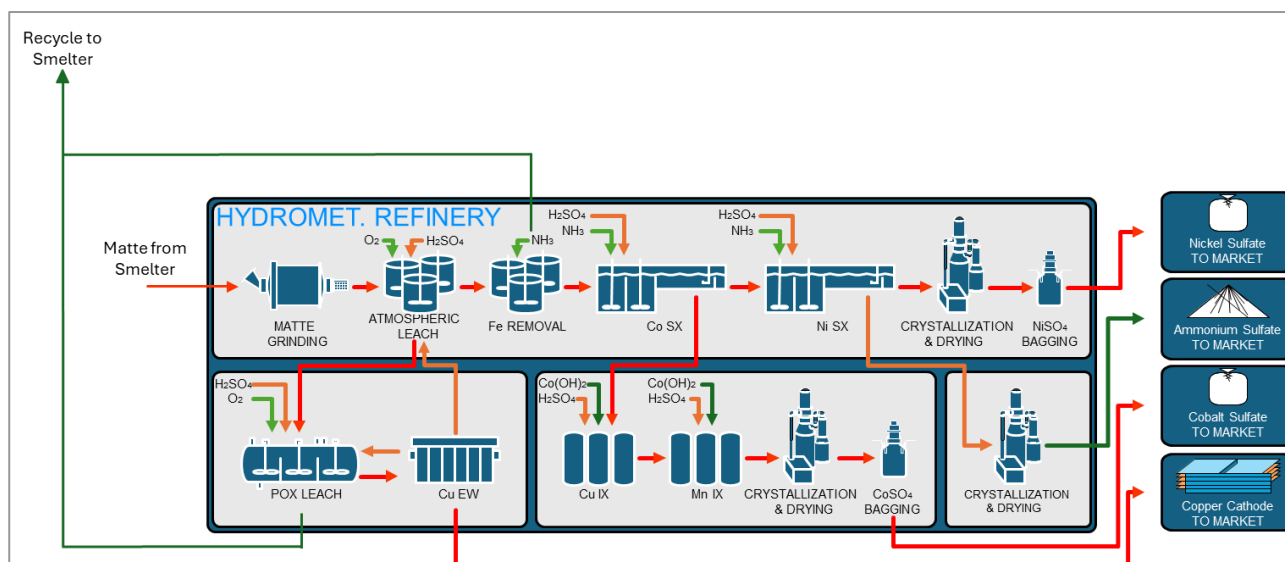 Recycle to
Smelter
HYDROMET. REFINERY
Matte from
Smelter
O₂
H₂SO₄
NH₃
H₂SO₄
NH₃
H₂SO₄
NH₃
MATTE
GRINDING
ATMOSPHERIC
LEACH
Fe REMOVAL
Co SX
Ni SX
CRYSTALLIZATION
& DRYING
NiSO₄
BAGGING
H₂SO₄
O₂
POX LEACH
Cu EW
Co(OH)₂
H₂SO₄
Co(OH)₂
H₂SO₄
Cu IX
Mn IX
CRYSTALLIZATION
& DRYING
CoSO₄
BAGGING
CRYSTALLIZATION
& DRYING
Nickel Sulfate
TO MARKET
Ammonium Sulfate
TO MARKET
Cobalt Sulfate
TO MARKET
Copper Cathode
TO MARKET